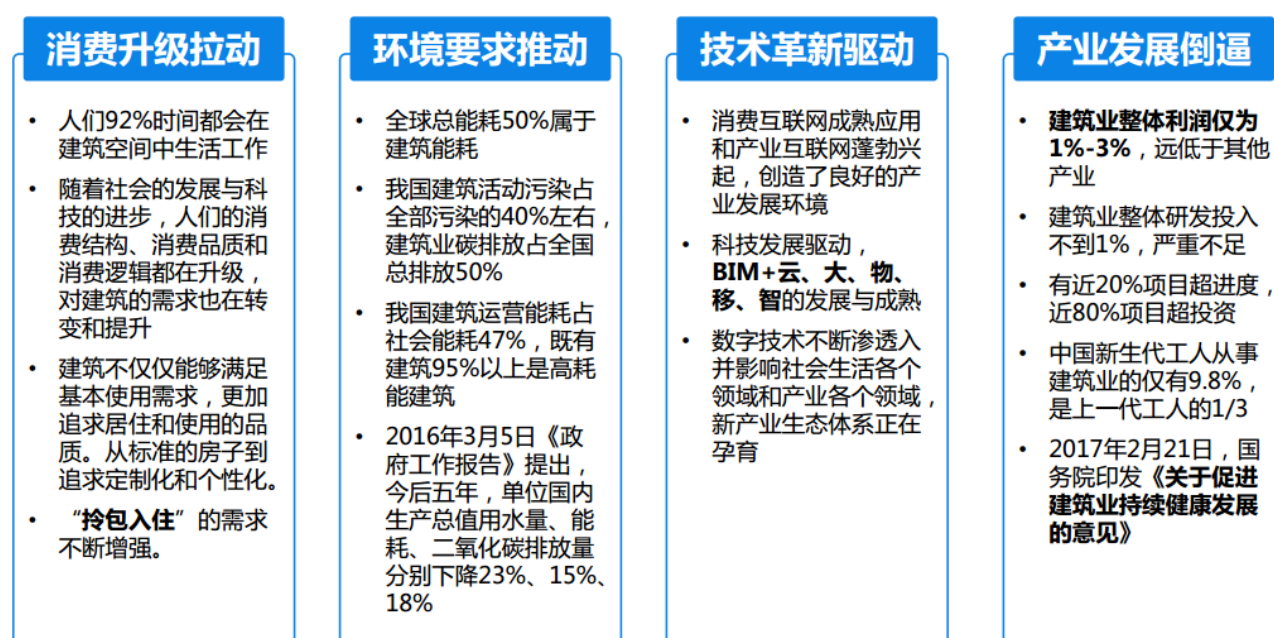 消费升级拉动
• 人们92%时间都会在
建筑空间中生活工作
• 随着社会的发展与科
技的进步，人们的消
费结构、消费品质和
消费逻辑都在升级，
对建筑的需求也在转
变和提升
• 建筑不仅仅能够满足
基本使用需求，更加
追求居住和使用的品
质。从标准的房子到
追求定制化和个性化。
• “拎包入住”的需求
不断增强。
环境要求推动
• 全球总能耗50%属于
建筑能耗
• 我国建筑活动污染占
全部污染的40%左右，
建筑业碳排放占全国
总排放50%
• 我国建筑运营能耗占
社会能耗47%，既有
建筑95%以上是高耗
能建筑
• 2016年3月5日《政
府工作报告》提出，
今后五年，单位国内
生产总值用水量、能
耗、二氧化碳排放量
分别下降23%、15%、
18%
技术革新驱动
• 消费互联网成熟应用
和产业互联网蓬勃兴
起，创造了良好的产
业发展环境
• 科技发展驱动，
BIM+云、大、物、
移、智的发展与成熟
• 数字技术不断渗透入
并影响社会生活各个
领域和产业各个领域，
新产业生态体系正在
孕育
产业发展倒逼
• 建筑业整体利润仅为
1%-3%，远低于其他
产业
• 建筑业整体研发投入
不到1%，严重不足
• 有近20%项目超进度，
近80%项目超投资
• 中国新生代工人从事
建筑业的仅有9.8%，
是上一代工人的1/3
• 2017年2月21日，国
务院印发《关于促进
建筑业持续健康发展
的意见》